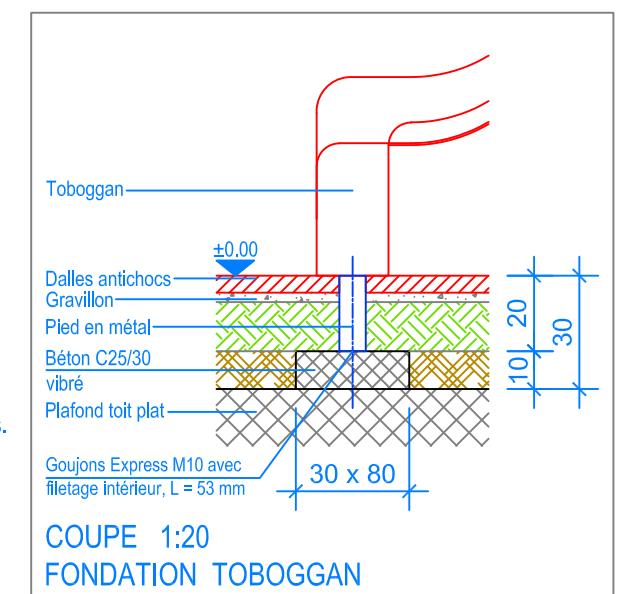 Toboggan
±0.00
Dalles antichocs
Gravillon
Pied en métal
Béton C25/30
vibré
Plafond toit plat
s.
Goujons Express M10 avec
filetage intérieur, L = 53 mm
30 x 80
20
10
30
COUPE 1:20
FONDATION TOBOGGAN